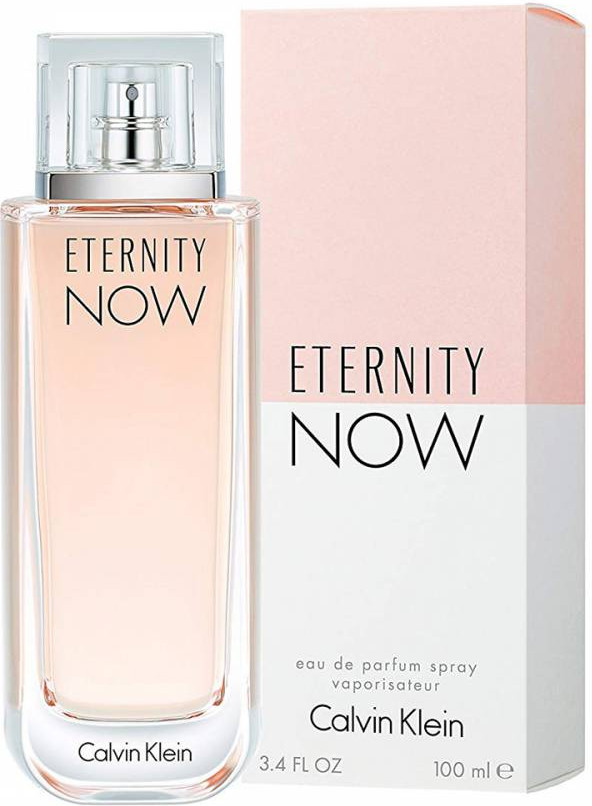 ETERNITY
NOW
Calvin Klein
ETERNITY
NOW
eau de parfum spray
vaporisateur
Calvin Klein
3.4 FL OZ 100 ml ℮